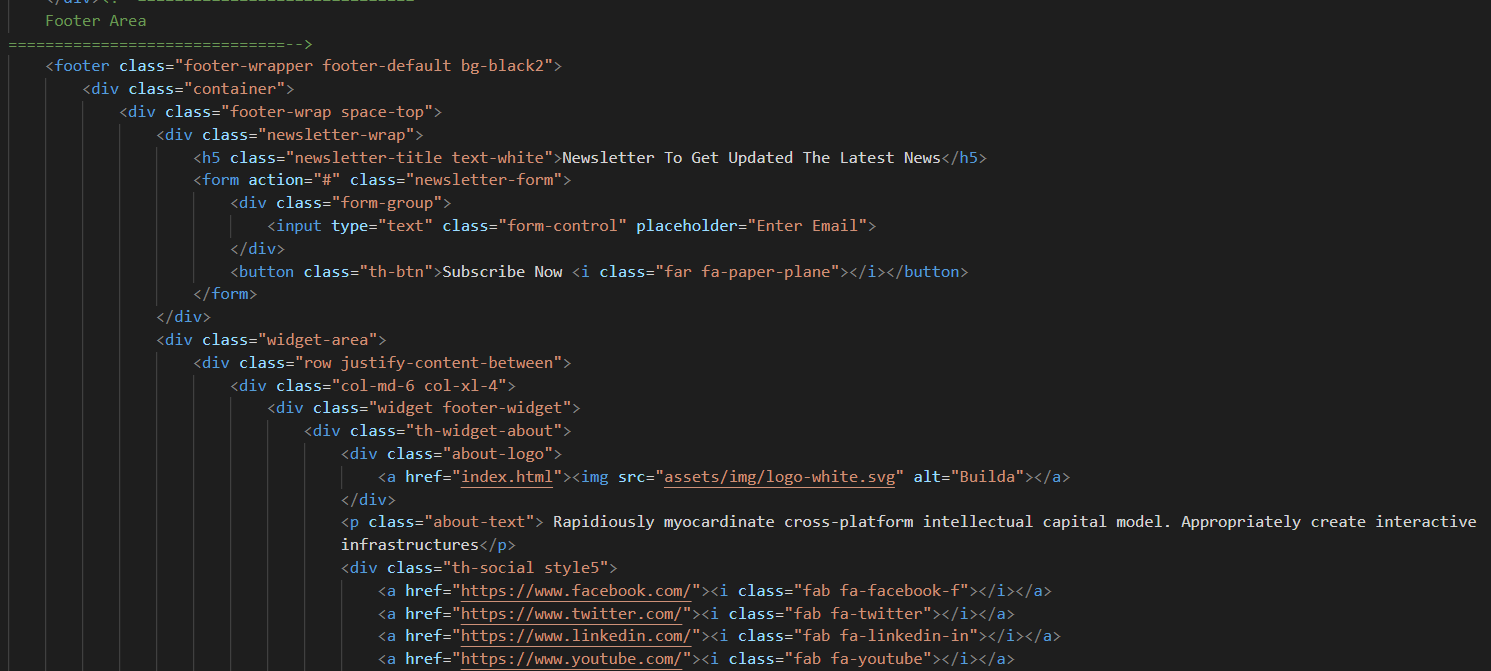 Footer Area
==============================-->
<footer class="footer-wrapper footer-default bg-black2">
<div class="container">
<div class="footer-wrap space-top">
<div class="newsletter-wrap">
<h5 class="newsletter-title text-white">Newsletter To Get Updated The Latest News</h5>
<form action="#" class="newsletter-form">
<div class="form-group">
<input type="text" class="form-control" placeholder="Enter Email">
</div>
<button class="th-btn">Subscribe Now <i class="far fa-paper-plane"></i></button>
</form>
</div>
<div class="widget-area">
<div class="row justify-content-between">
<div class="col-md-6 col-xl-4">
<div class="widget footer-widget">
<div class="th-widget-about">
<div class="about-logo">
<a href="index.html"><img src="assets/img/logo-white.svg" alt="Builda"></a>
</div>
<p class="about-text"> Rapidiously myocardinate cross-platform intellectual capital model. Appropriately create interactive
infrastructures</p>
<div class="th-social style5">
<a href="https://www.facebook.com/"><i class="fab fa-facebook-f"></i></a>
<a href="https://www.twitter.com/"><i class="fab fa-twitter"></i></a>
<a href="https://www.linkedin.com/"><i class="fab fa-linkedin-in"></i></a>
<a href="https://www.youtube.com/"><i class="fab fa-youtube"></i></a>